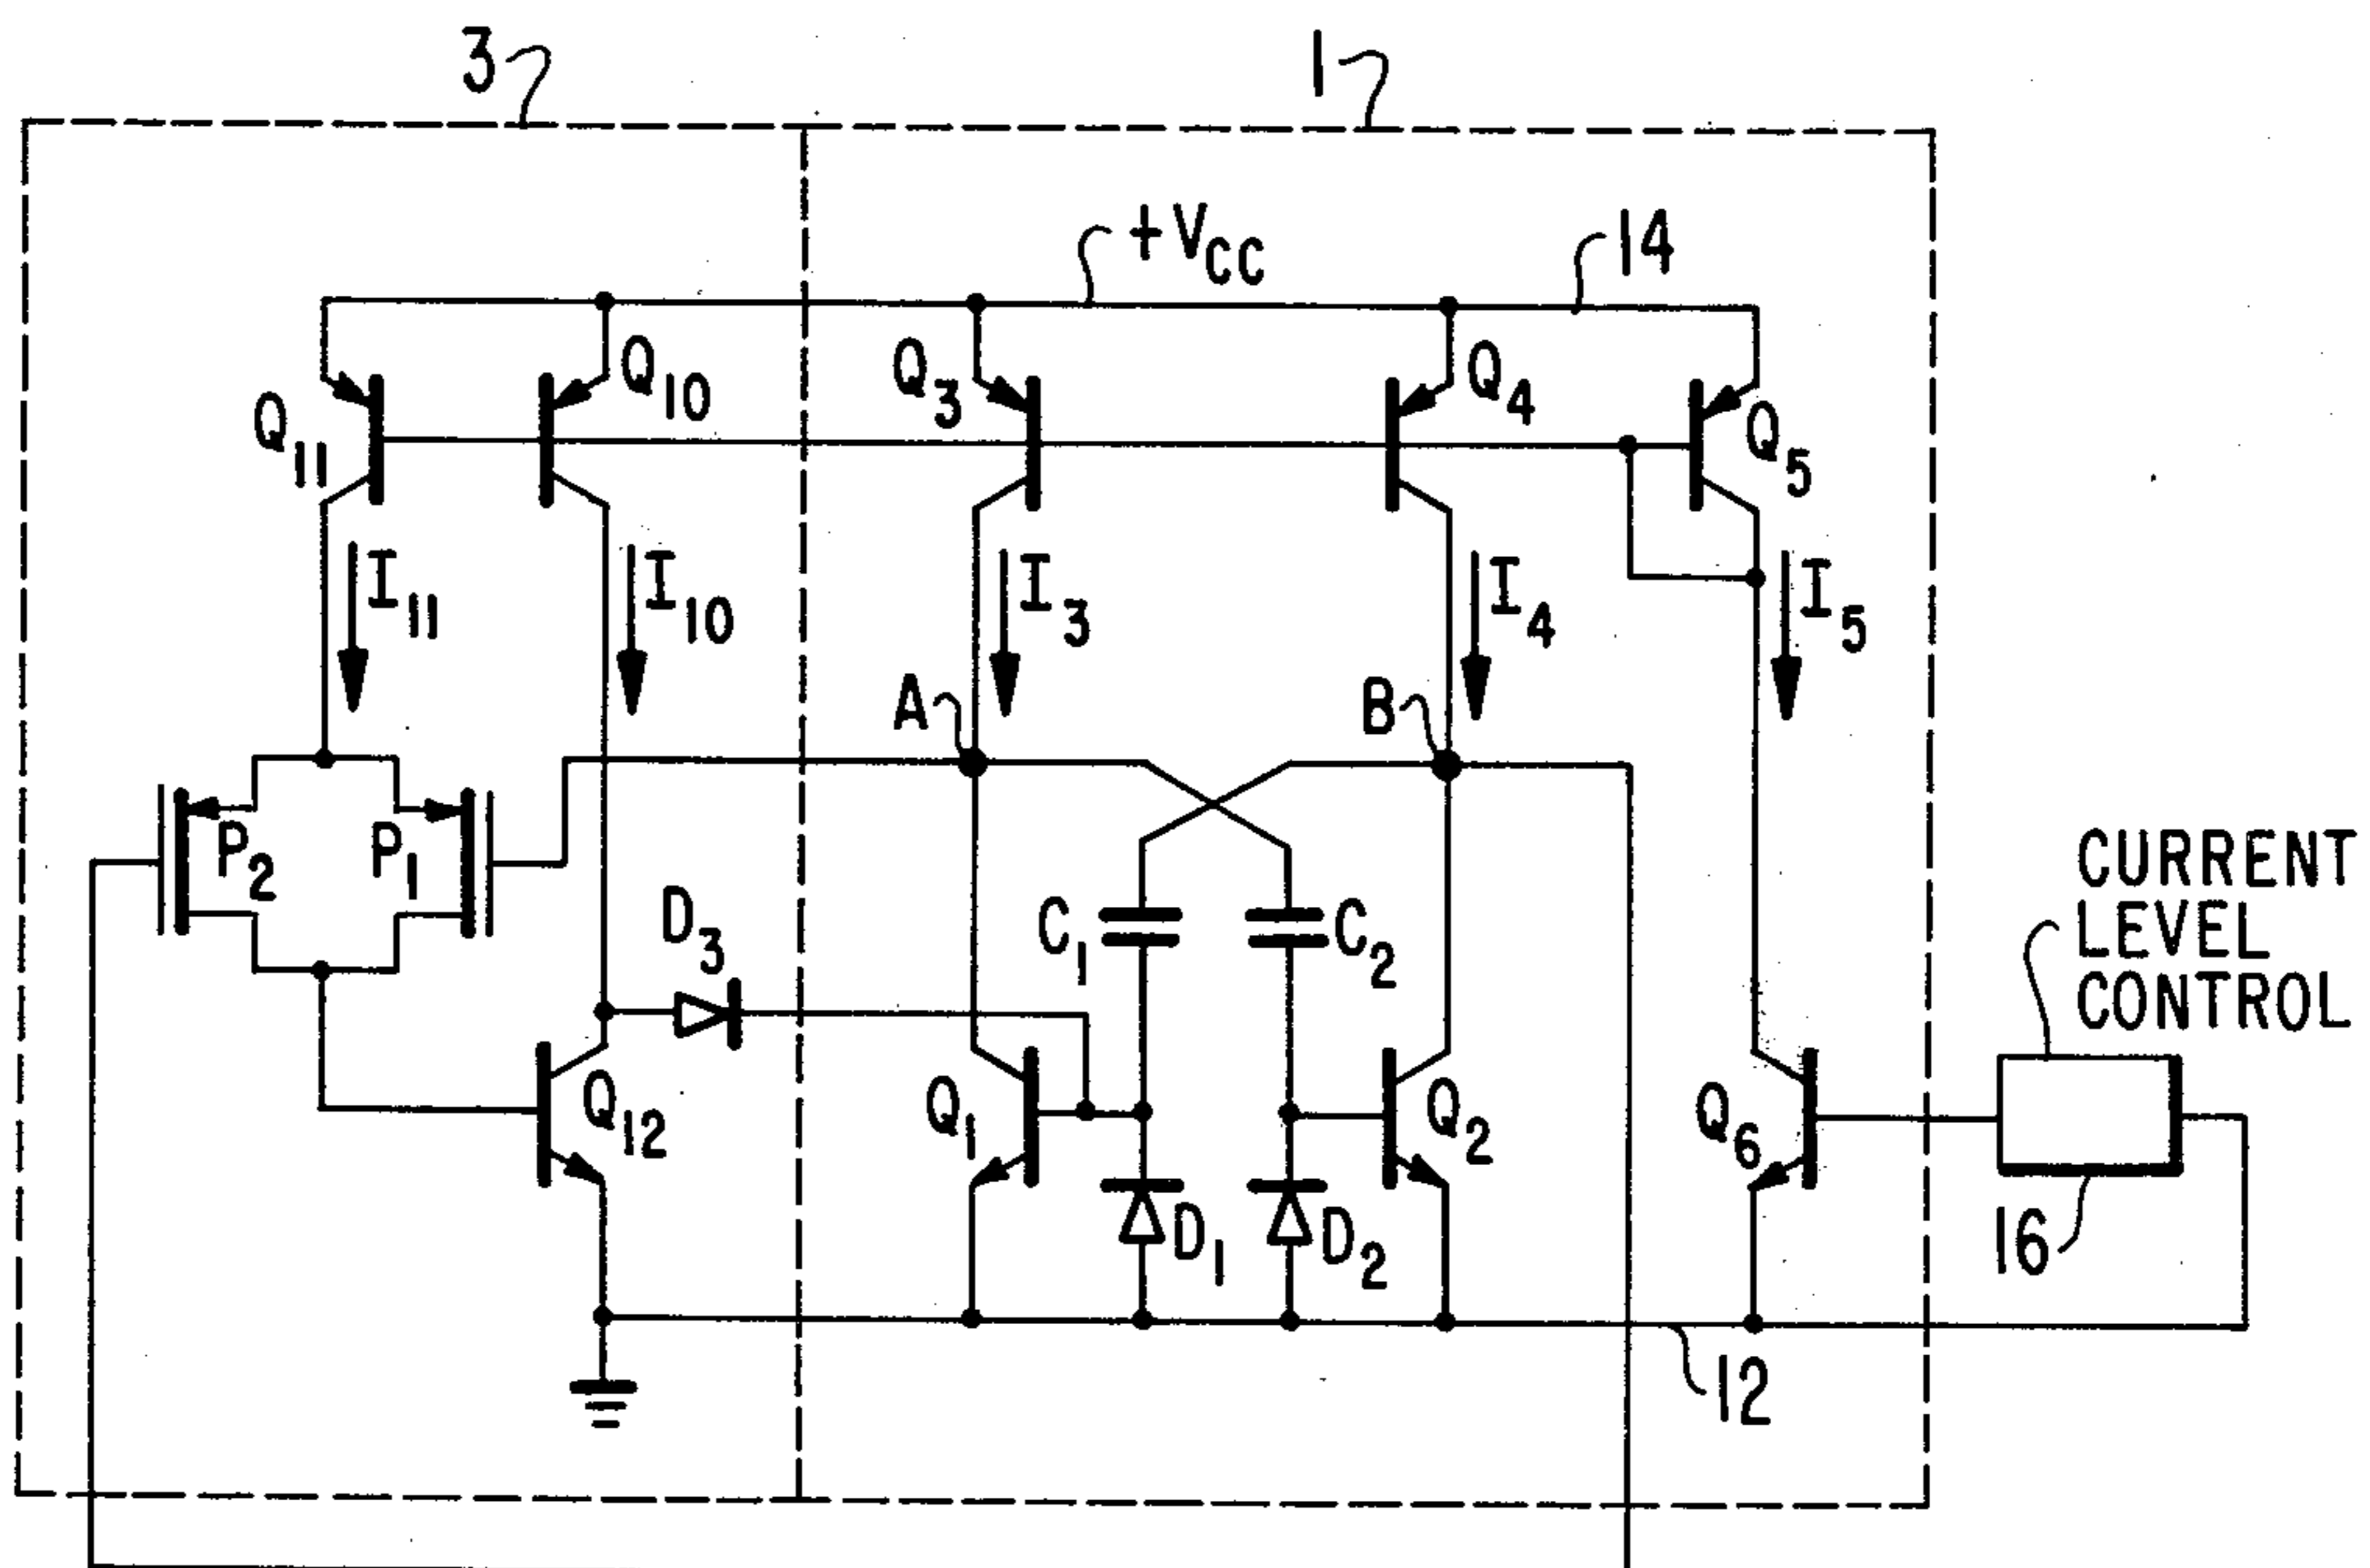 3
1
+VCC
14
Q11
Q10
Q3
Q4
Q5
I11
I10
I3
I4
I5
A
B
P2
P1
D3
C1
C2
CURRENT
LEVEL
CONTROL
Q12
Q1
Q2
Q6
D1
D2
16
12